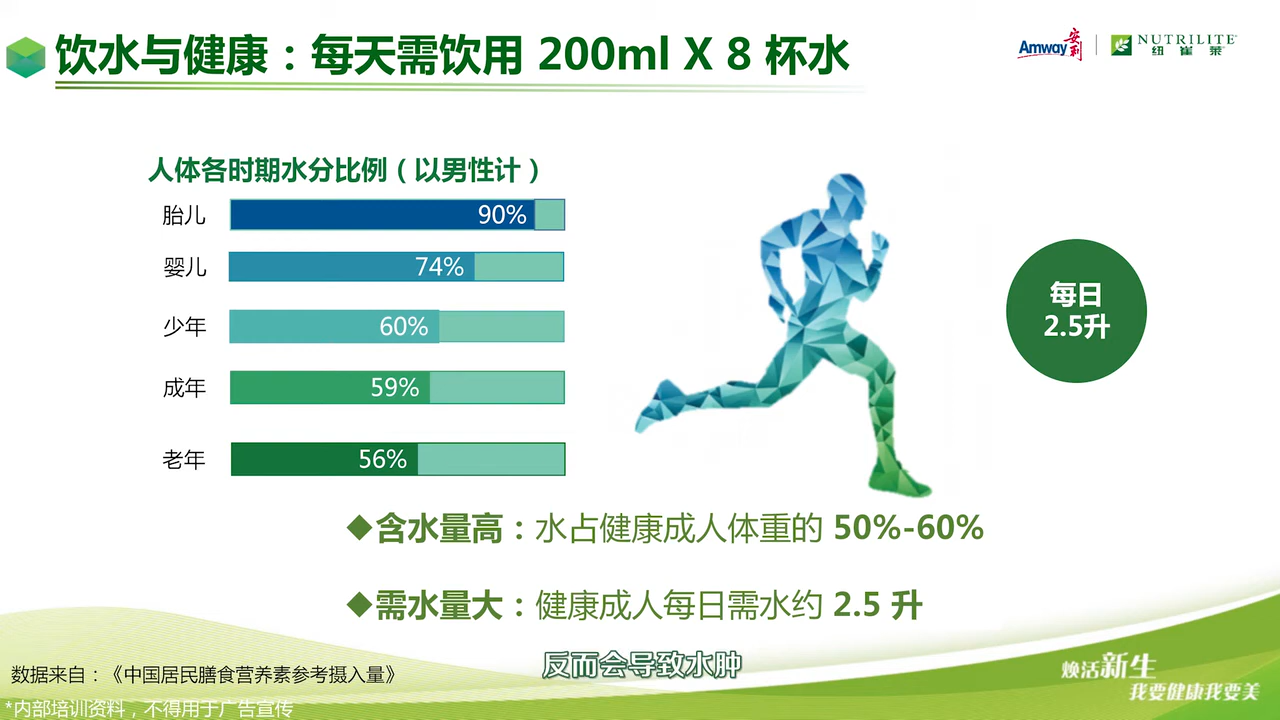 饮水与健康：每天需饮用 200ml X 8 杯水
Amway安利
NUTRILITE
纽崔莱
人体各时期水分比例（以男性计）
胎儿 90%
婴儿 74%
少年 60%
成年 59%
老年 56%
每日
2.5升
◆含水量高：水占健康成人体重的 50%-60%
◆需水量大：健康成人每日需水约 2.5 升
反而会导致水肿
数据来自：《中国居民膳食营养素参考摄入量》
*内部培训资料，不得用于广告宣传
焕活新生
我要健康我要美